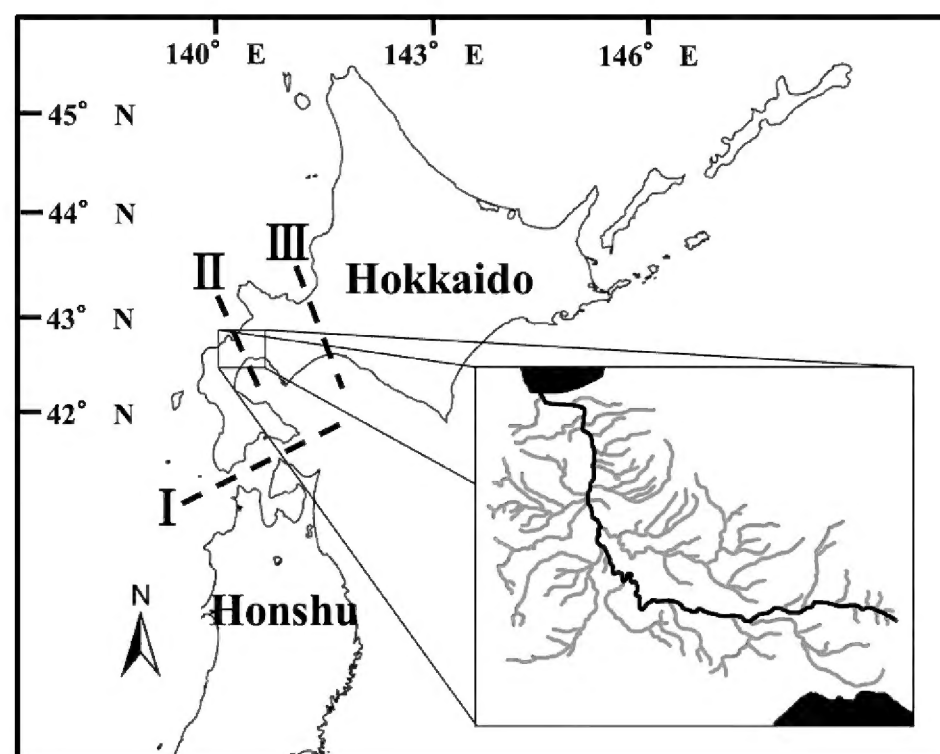 140° E 143° E 146° E
45° N
44° N
III
II
Hokkaido
43° N
42° N
I
N
Honshu